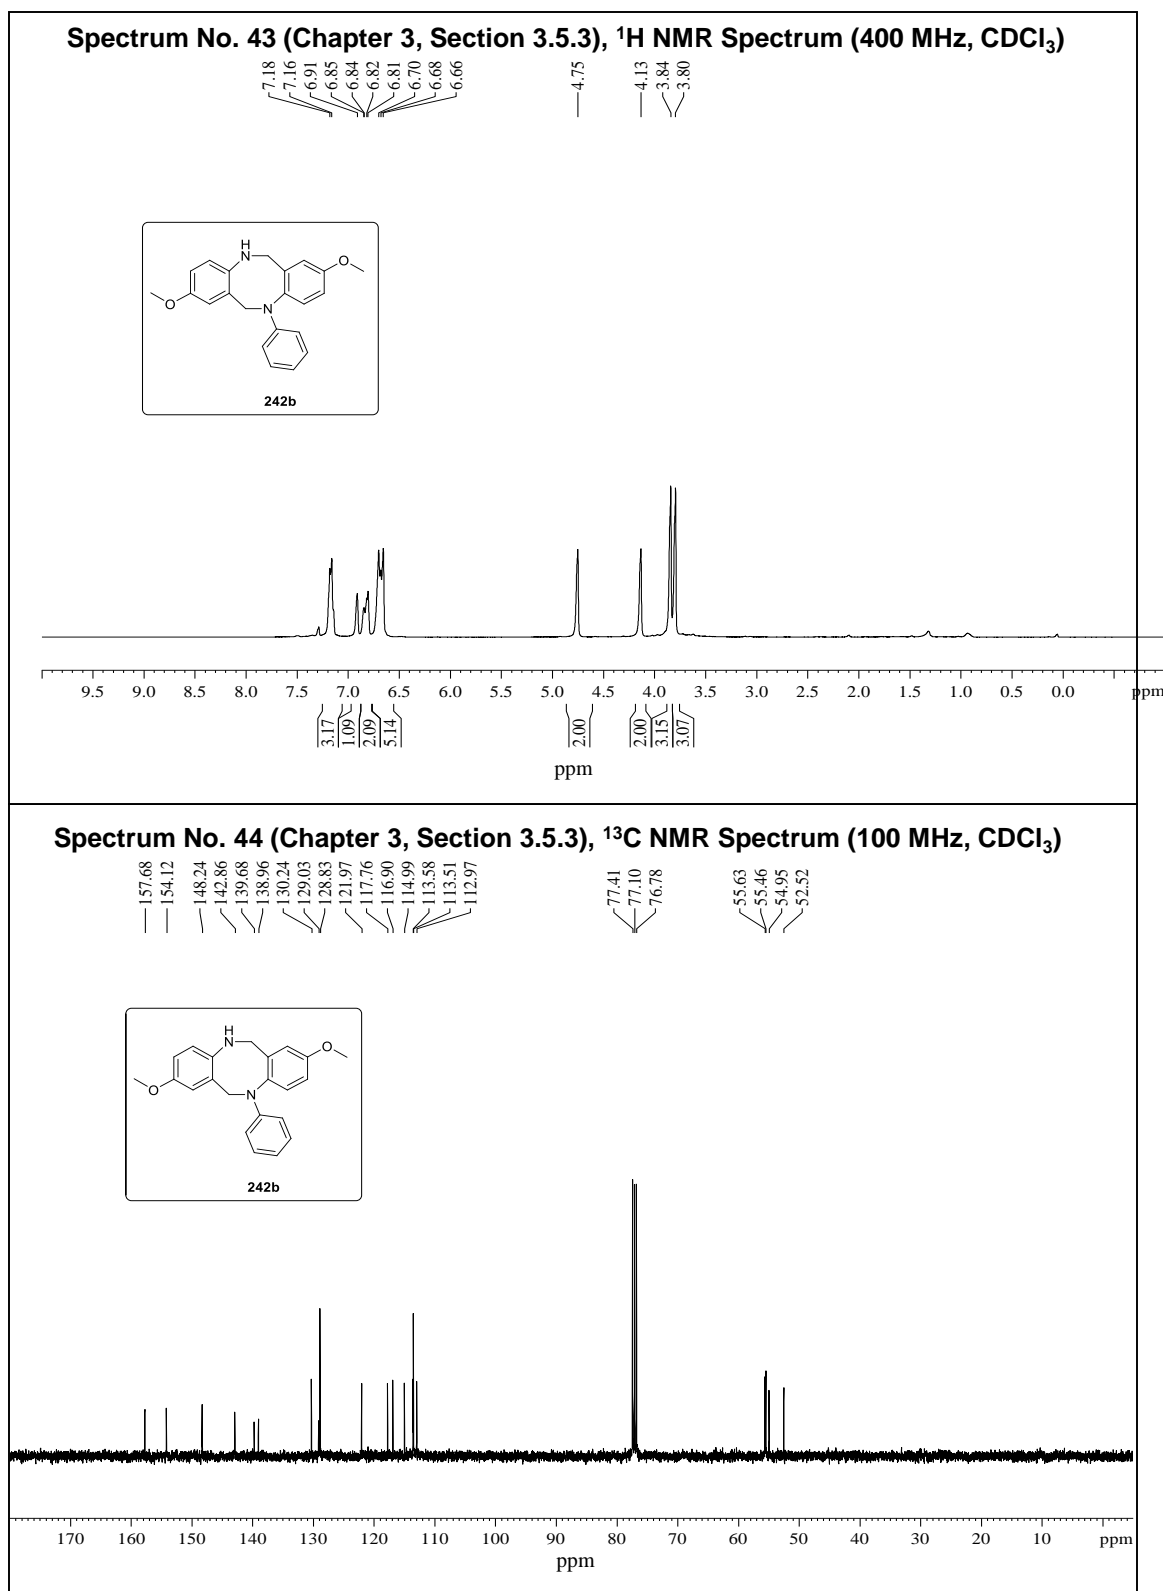 Spectrum No. 43 (Chapter 3, Section 3.5.3), ¹H NMR Spectrum (400 MHz, CDCl₃)
7.18
7.16
6.91
6.85
6.84
6.82
6.81
6.70
6.68
6.66
4.75
4.13
3.84
3.80
H
N
O
O
N
242b
9.5 9.0 8.5 8.0 7.5 7.0 6.5 6.0 5.5 5.0 4.5 4.0 3.5 3.0 2.5 2.0 1.5 1.0 0.5 0.0 ppm
3.17
1.09
2.09
5.14
2.00
2.00
3.15
3.07
ppm
Spectrum No. 44 (Chapter 3, Section 3.5.3), ¹³C NMR Spectrum (100 MHz, CDCl₃)
157.68
154.12
148.24
142.86
139.68
138.96
130.24
129.03
128.83
121.97
117.76
116.90
114.99
113.58
113.51
112.97
77.41
77.10
76.78
55.63
55.46
54.95
52.52
H
N
O
O
N
242b
170 160 150 140 130 120 110 100 90 80 70 60 50 40 30 20 10 ppm
ppm